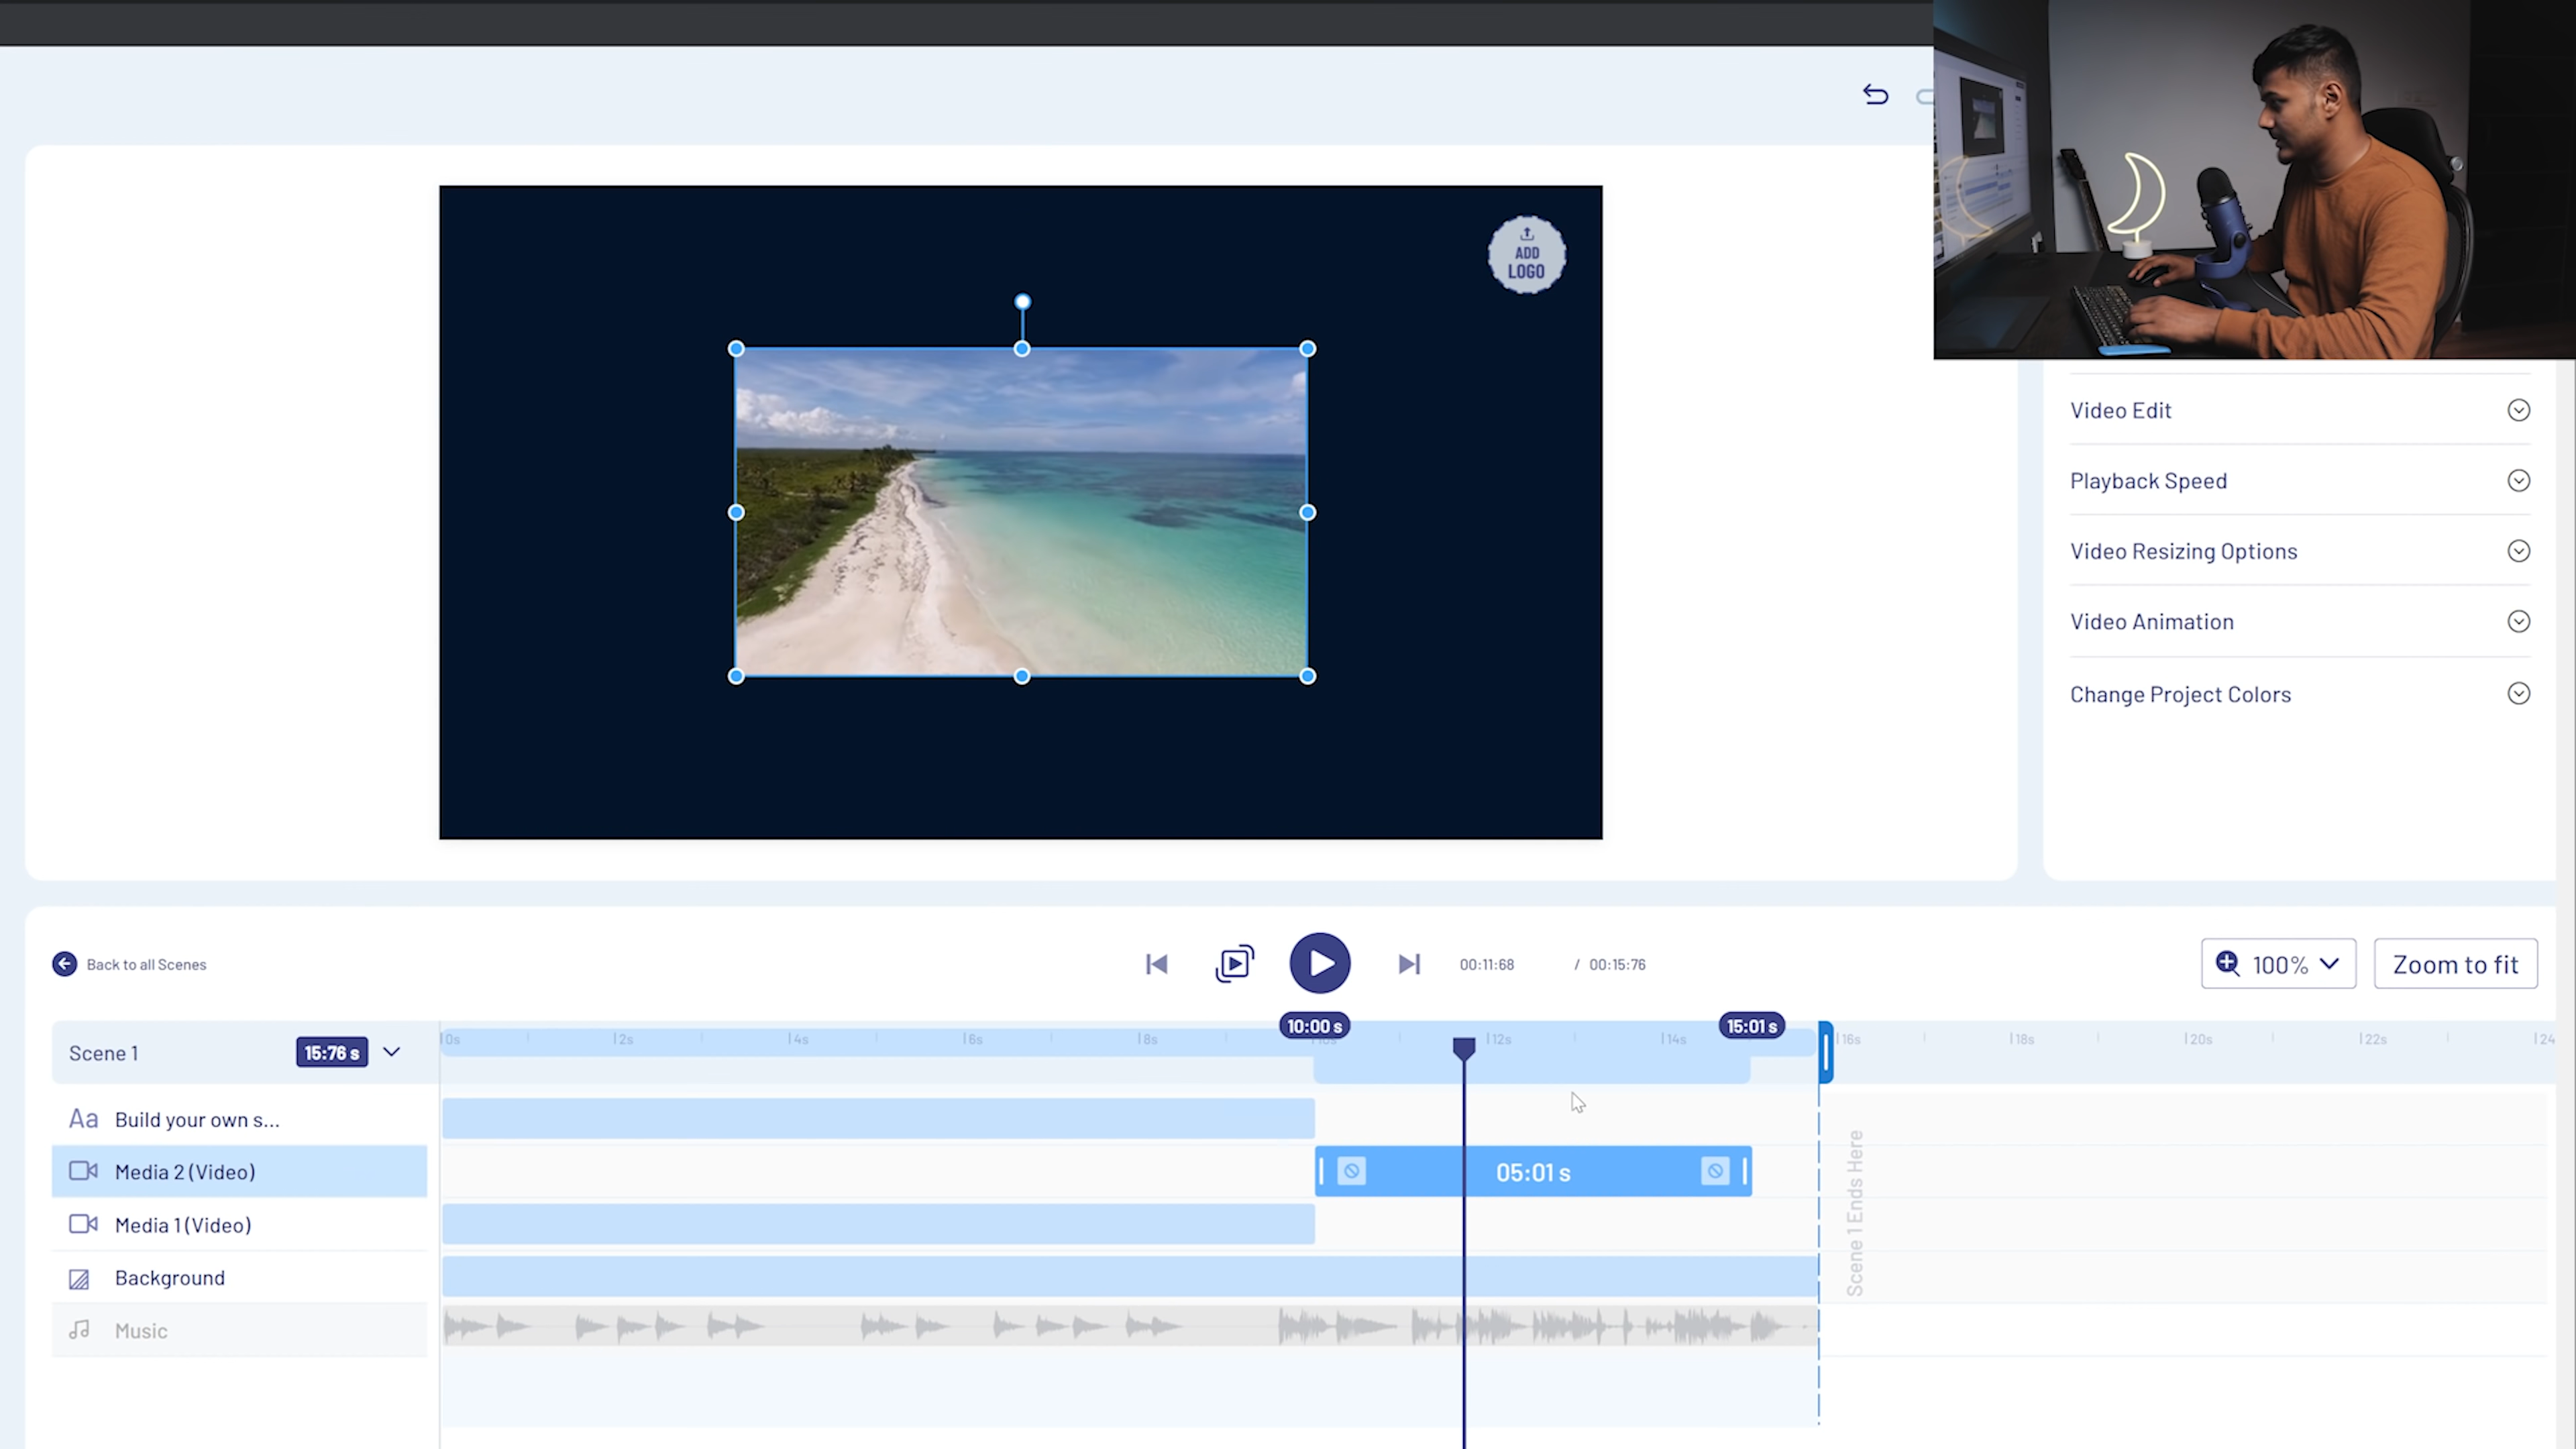 ADD
LOGO
Video Edit
Playback Speed
Video Resizing Options
Video Animation
Change Project Colors
Back to all Scenes
00:11:68 / 00:15:76
100%
Zoom to fit
10:00 s
15:01 s
Scene 1
15:76 s
0s 2s 4s 6s 8s 10s 12s 14s 16s 18s 20s 22s 24
Build your own s...
Media 2 (Video)
05:01 s
Media 1 (Video)
Background
Music
Scene 1 Ends Here